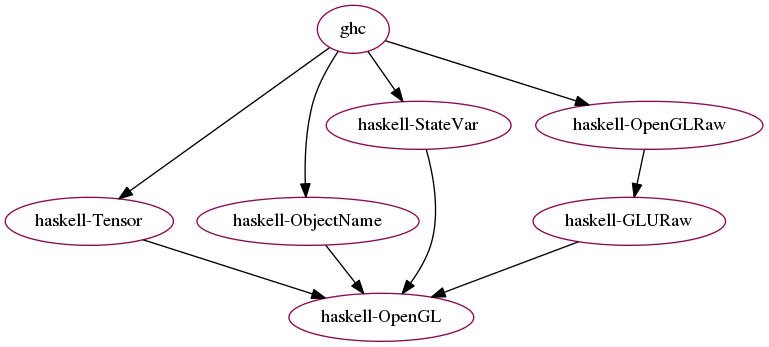 ghc
haskell-StateVar
haskell-OpenGLRaw
haskell-Tensor
haskell-ObjectName
haskell-GLURaw
haskell-OpenGL